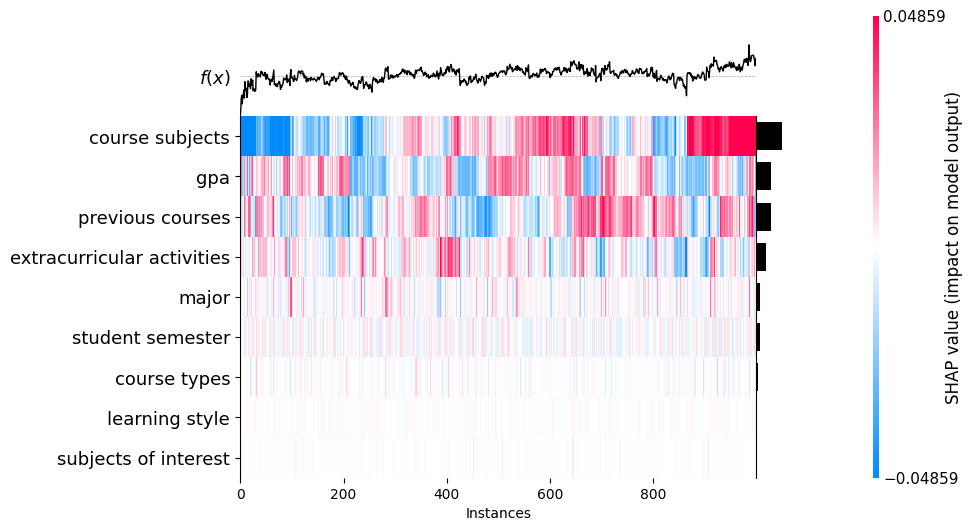 0.04859
f(x)
course subjects
gpa
previous courses
extracurricular activities
major
student semester
course types
learning style
subjects of interest
0 200 400 600 800
Instances
SHAP value (impact on model output)
−0.04859